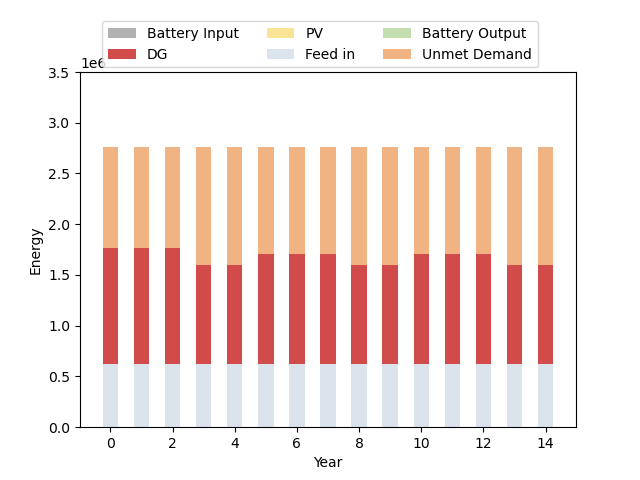 Battery Input PV Battery Output
DG Feed in Unmet Demand
1e6
3.5
3.0
2.5
2.0
1.5
1.0
0.5
0.0
Energy
0 2 4 6 8 10 12 14
Year